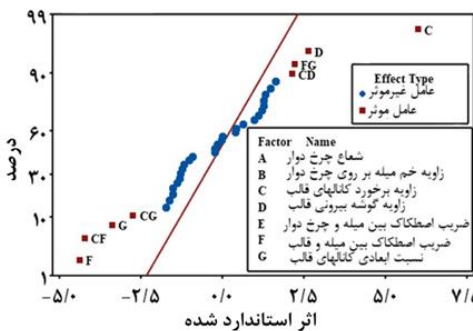 ۹۹
۹۰
۶۰
۳۰
۱۰
۱
درصد
C
D
FG
CD
CG
G
CF
F
Effect Type
عامل غیرموثر
عامل موثر
Factor Name
A شعاع چرخ دوار
B زاویه خم میله بر روی چرخ دوار
C زاویه برخورد کانالهای قالب
D زاویه گوشه بیرونی قالب
E ضریب اصطکاک بین میله و چرخ دوار
F ضریب اصطکاک بین میله و قالب
G نسبت ابعادی کانالهای قالب
-۵/۰ -۲/۵ ۰/۰ ۲/۵ ۵/۰ ۷/۵
اثر استاندارد شده